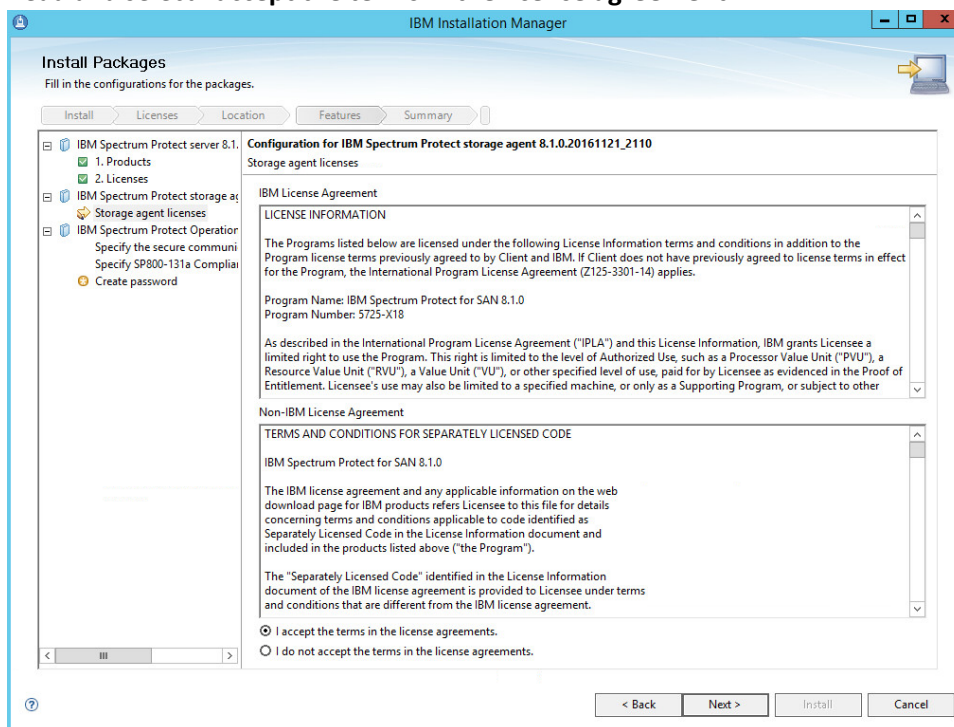 IBM Installation Manager
Install Packages
Fill in the configurations for the packages.
Install
Licenses
Location
Features
Summary
IBM Spectrum Protect server 8.1.
1. Products
2. Licenses
IBM Spectrum Protect storage ag
Storage agent licenses
IBM Spectrum Protect Operation
Specify the secure communi
Specify SP800-131a Complian
Create password
Configuration for IBM Spectrum Protect storage agent 8.1.0.20161121_2110
Storage agent licenses
IBM License Agreement
LICENSE INFORMATION
The Programs listed below are licensed under the following License Information terms and conditions in addition to the
Program license terms previously agreed to by Client and IBM. If Client does not have previously agreed to license terms in effect
for the Program, the International Program License Agreement (Z125-3301-14) applies.
Program Name: IBM Spectrum Protect for SAN 8.1.0
Program Number: 5725-X18
As described in the International Program License Agreement ("IPLA") and this License Information, IBM grants Licensee a
limited right to use the Program. This right is limited to the level of Authorized Use, such as a Processor Value Unit ("PVU"), a
Resource Value Unit ("RVU"), a Value Unit ("VU"), or other specified level of use, paid for by Licensee as evidenced in the Proof of
Entitlement. Licensee's use may also be limited to a specified machine, or only as a Supporting Program, or subject to other
Non-IBM License Agreement
TERMS AND CONDITIONS FOR SEPARATELY LICENSED CODE
IBM Spectrum Protect for SAN 8.1.0
The IBM license agreement and any applicable information on the web
download page for IBM products refers Licensee to this file for details
concerning terms and conditions applicable to code identified as
Separately Licensed Code in the License Information document and
included in the products listed above ("the Program").
The "Separately Licensed Code" identified in the License Information
document of the IBM license agreement is provided to Licensee under terms
and conditions that are different from the IBM license agreement.
I accept the terms in the license agreements.
I do not accept the terms in the license agreements.
< Back
Next >
Install
Cancel